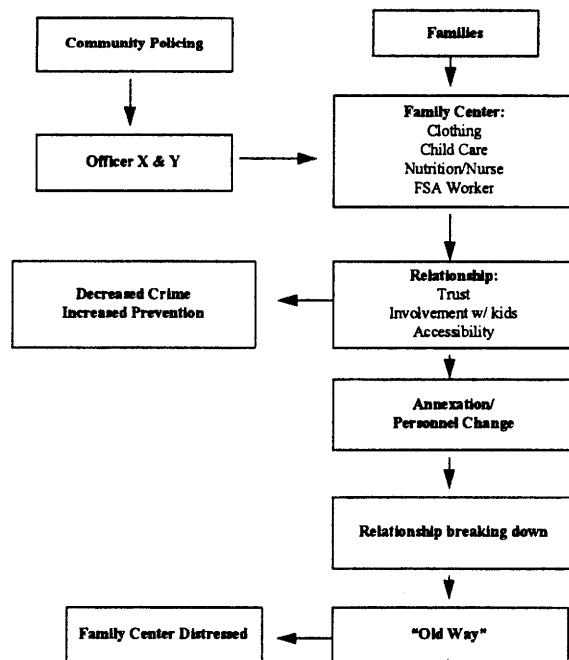 Community Policing
Families
Officer X & Y
Family Center:
Clothing
Child Care
Nutrition/Nurse
FSA Worker
Decreased Crime
Increased Prevention
Relationship:
Trust
Involvement w/ kids
Accessibility
Annexation/
Personnel Change
Relationship breaking down
Family Center Distressed
"Old Way"